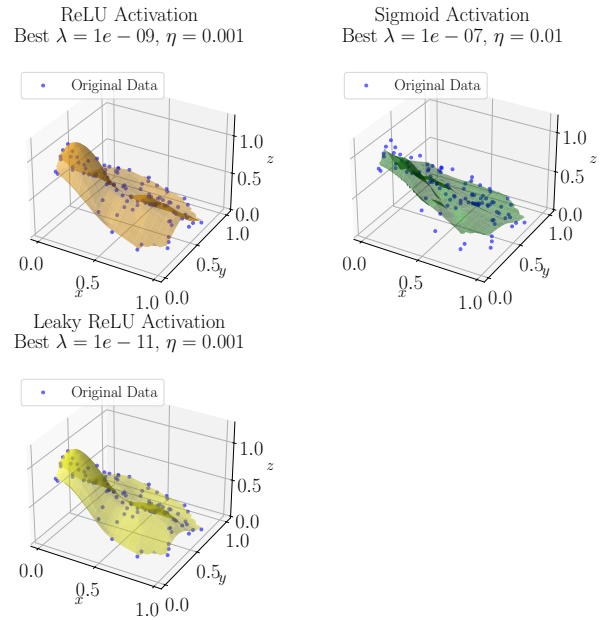 ReLU Activation
Best λ = 1e − 09, η = 0.001
Original Data
1.0
z
0.5
0.0
1.0
0.5
y
0.0
0.0
0.5
x
1.0
Sigmoid Activation
Best λ = 1e − 07, η = 0.01
Original Data
1.0
z
0.5
0.0
1.0
0.5
y
0.0
0.0
0.5
x
1.0
Leaky ReLU Activation
Best λ = 1e − 11, η = 0.001
Original Data
1.0
z
0.5
0.0
1.0
0.5
y
0.0
0.0
0.5
x
1.0